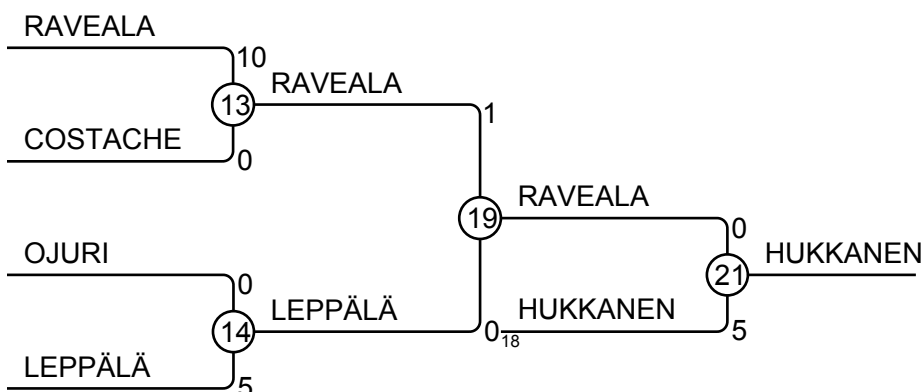 RAVEALA
10
13
RAVEALA
COSTACHE
0
1
19
RAVEALA
OJURI
0
14
LEPPÄLÄ
0
18
HUKKANEN
0
21
HUKKANEN
5
LEPPÄLÄ
5